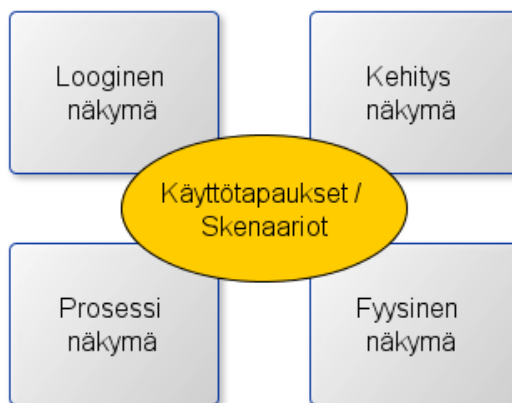 Looginen
näkymä
Kehitys
näkymä
Käyttötapaukset /
Skenaariot
Prosessi
näkymä
Fyysinen
näkymä